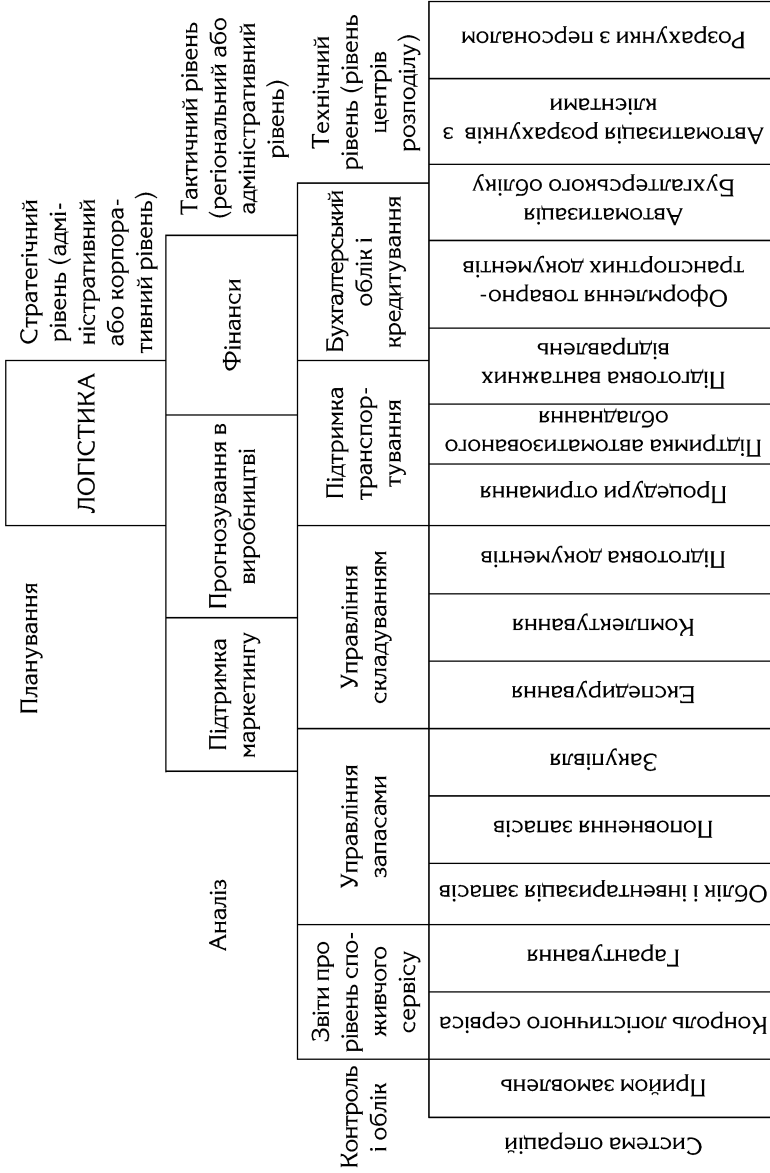 Планування
ЛОГІСТИКА
Стратегічний
рівень (адмі-
ністративний
або корпора-
тивний рівень)
Аналіз
Підтримка
маркетингу
Прогнозування в
виробництві
Фінанси
Тактичний рівень
(регіональний або
адміністративний
рівень)
Контроль
і облік
Звіти про
рівень спо-
живчого
сервісу
Управління
запасами
Управління
складуванням
Підтримка
транспор-
тування
Бухгалтерський
облік і
кредитування
Технічний
рівень (рівень
центрів
розподілу)
Система операцій
Прийом замовлень
Конроль логістичного сервіса
Гарантування
Облік і інвентаризація запасів
Поповнення запасів
Закупівля
Експедирування
Комплектування
Підготовка документів
Процедури отримання
Підтримка автоматизованого
обладнання
Підготовка вантажних
відправлень
Оформлення товарно-
транспортних документів
Автоматизація
Бухгалтерського обліку
Автоматизація розрахунків з
клієнтами
Розрахунки з персоналом